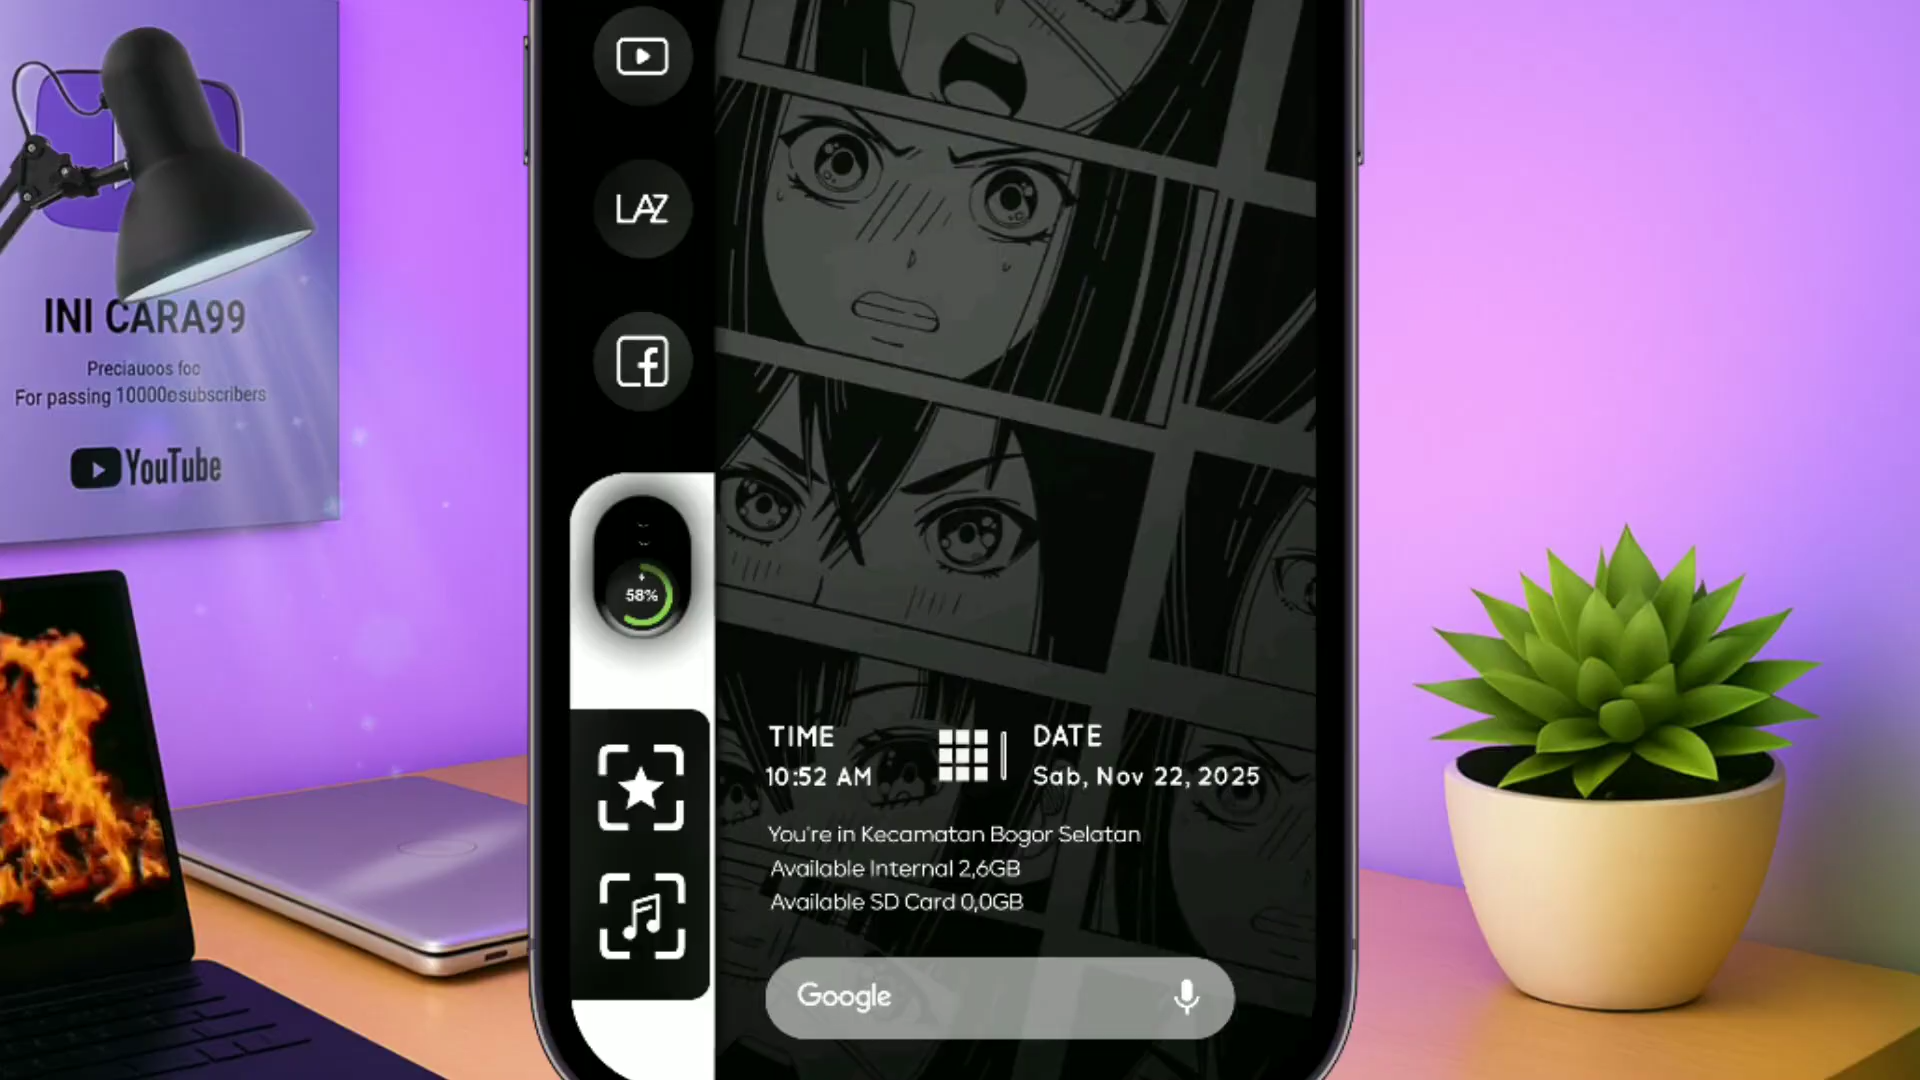 INI CARA99
Preciauoos foc
For passing 10000osubscribers
YouTube
LAZ
58%
TIME
10:52 AM
DATE
Sab, Nov 22, 2025
You're in Kecamatan Bogor Selatan
Available Internal 2,6GB
Available SD Card 0,0GB
Google